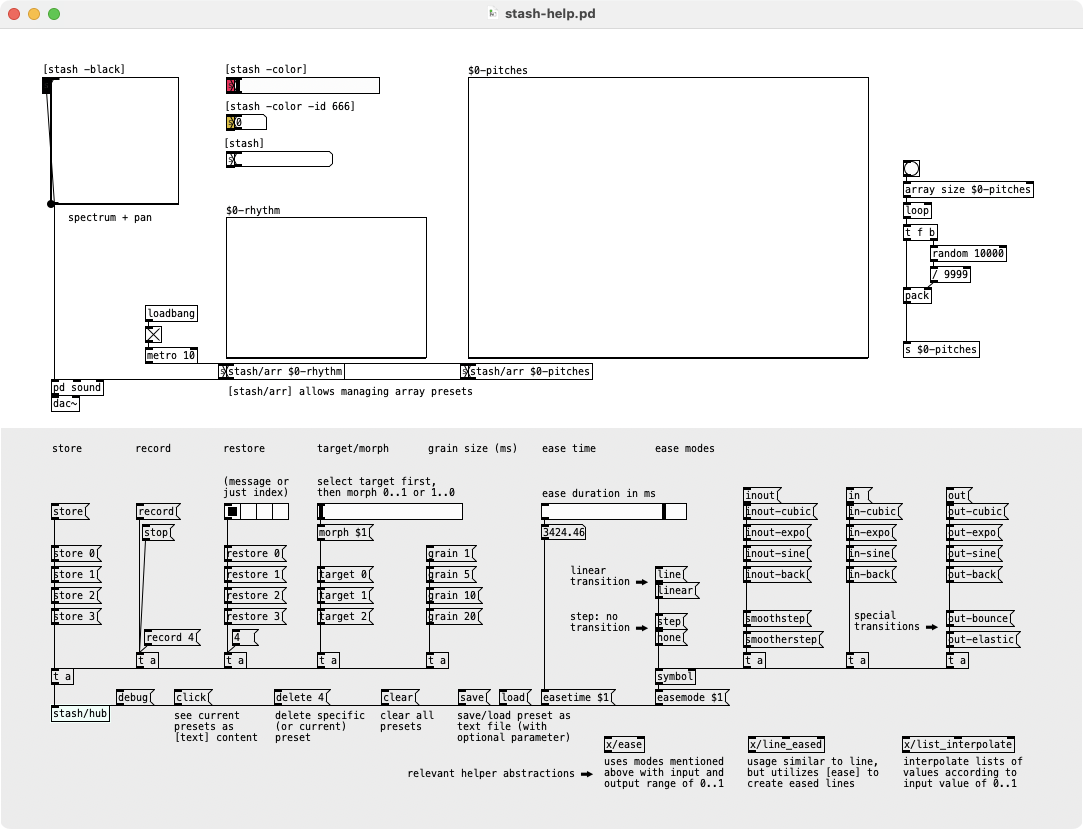 stash-help.pd
[stash -black]
[stash -color]
$0-pitches
[stash -color -id 666]
0
[stash]
$0-rhythm
spectrum + pan
array size $0-pitches
loop
t f b
random 10000
/ 9999
pack
s $0-pitches
loadbang
metro 10
stash/arr $0-rhythm
stash/arr $0-pitches
pd sound
[stash/arr] allows managing array presets
dac~
store
record
restore
target/morph
grain size (ms)
ease time
ease modes
(message or
just index)
select target first,
then morph 0..1 or 1..0
ease duration in ms
store
record
stop
morph $1
3424.46
inout
inout-cubic
inout-expo
inout-sine
inout-back
in
in-cubic
in-expo
in-sine
in-back
out
out-cubic
out-expo
out-sine
out-back
store 0
store 1
store 2
store 3
restore 0
restore 1
restore 2
restore 3
target 0
target 1
target 2
grain 1
grain 5
grain 10
grain 20
linear
transition
line
linear
step: no
transition
step
none
smoothstep
smootherstep
special
transitions
out-bounce
out-elastic
record 4
4
t a
t a
t a
t a
t a
t a
t a
t a
symbol
debug
click
delete 4
clear
save
load
easetime $1
easemode $1
stash/hub
see current
presets as
[text] content
delete specific
(or current)
preset
clear all
presets
save/load preset as
text file (with
optional parameter)
relevant helper abstractions
x/ease
uses modes mentioned
above with input and
output range of 0..1
x/line_eased
usage similar to line,
but utilizes [ease] to
create eased lines
x/list_interpolate
interpolate lists of
values according to
input value of 0..1